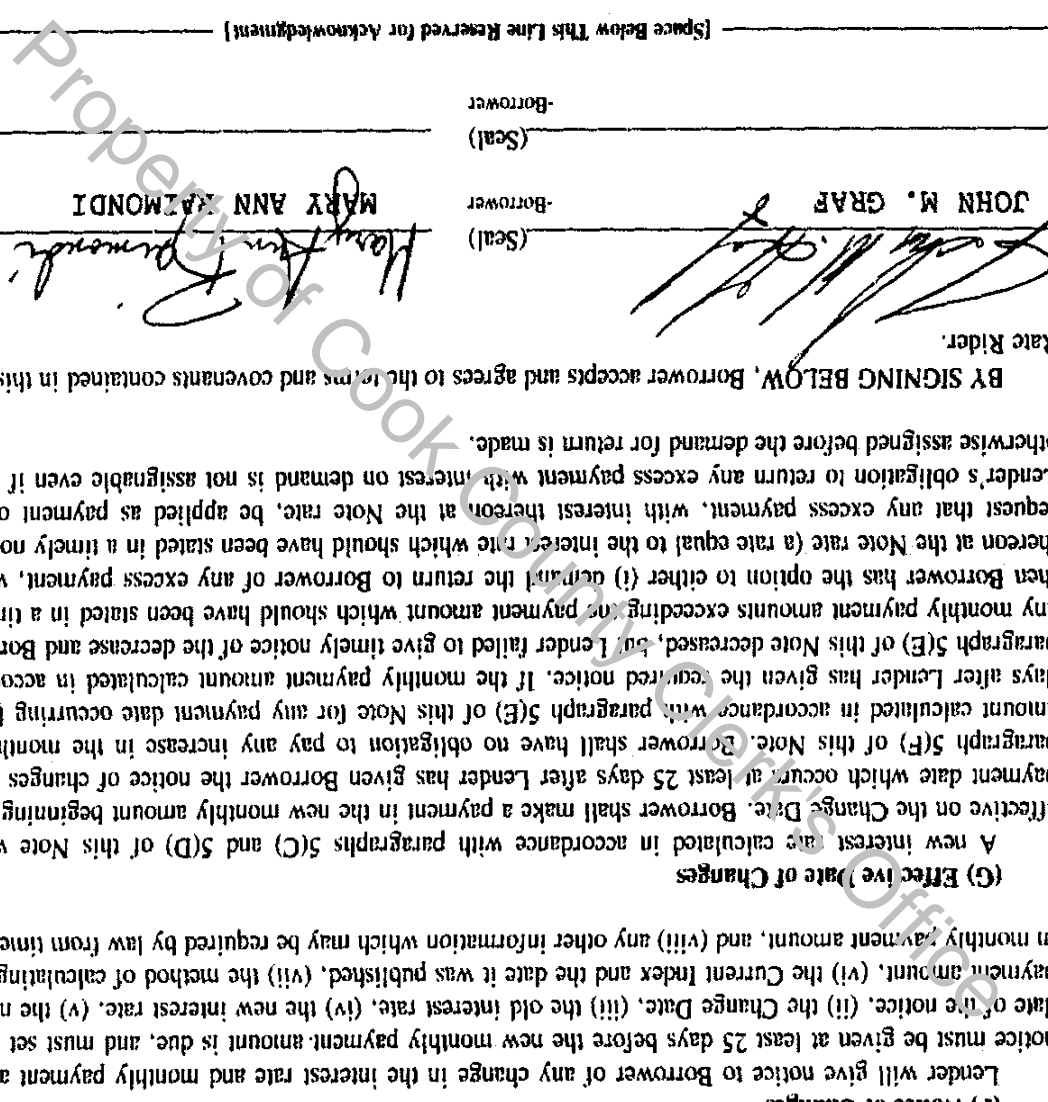 (F) Notice of Changes
Lender will give notice to Borrower of any change in the interest rate and monthly payment a
notice must be given at least 25 days before the new monthly payment amount is due, and must set
date of the notice, (ii) the Change Date, (iii) the old interest rate, (iv) the new interest rate, (v) the n
payment amount, (vi) the Current Index and the date it was published, (vii) the method of calculating
n monthly payment amount, and (viii) any other information which may be required by law from time
(G) Effective Date of Changes
A new interest rate calculated in accordance with paragraphs 5(C) and 5(D) of this Note w
effective on the Change Date. Borrower shall make a payment in the new monthly amount beginning
payment date which occurs at least 25 days after Lender has given Borrower the notice of changes
paragraph 5(F) of this Note. Borrower shall have no obligation to pay any increase in the month
amount calculated in accordance with paragraph 5(E) of this Note for any payment date occurring
days after Lender has given the required notice. If the monthly payment amount calculated in acco
paragraph 5(E) of this Note decreased, but Lender failed to give timely notice of the decrease and Bor
ny monthly payment amounts exceeding the payment amount which should have been stated in a tim
hen Borrower has the option to either (i) demand the return to Borrower of any excess payment, w
hereon at the Note rate (a rate equal to the interest rate which should have been stated in a timely no
equest that any excess payment, with interest thereon at the Note rate, be applied as payment o
Lender's obligation to return any excess payment with interest on demand is not assignable even if
otherwise assigned before the demand for return is made.
BY SIGNING BELOW, Borrower accepts and agrees to the terms and covenants contained in this
Rate Rider.
John M. Graf (Seal) Mary Ann Raimondi
JOHN M. GRAF -Borrower MARY ANN RAIMONDI
(Seal)
-Borrower
[Space Below This Line Reserved for Acknowledgment]
Property of Cook County Clerk's Office